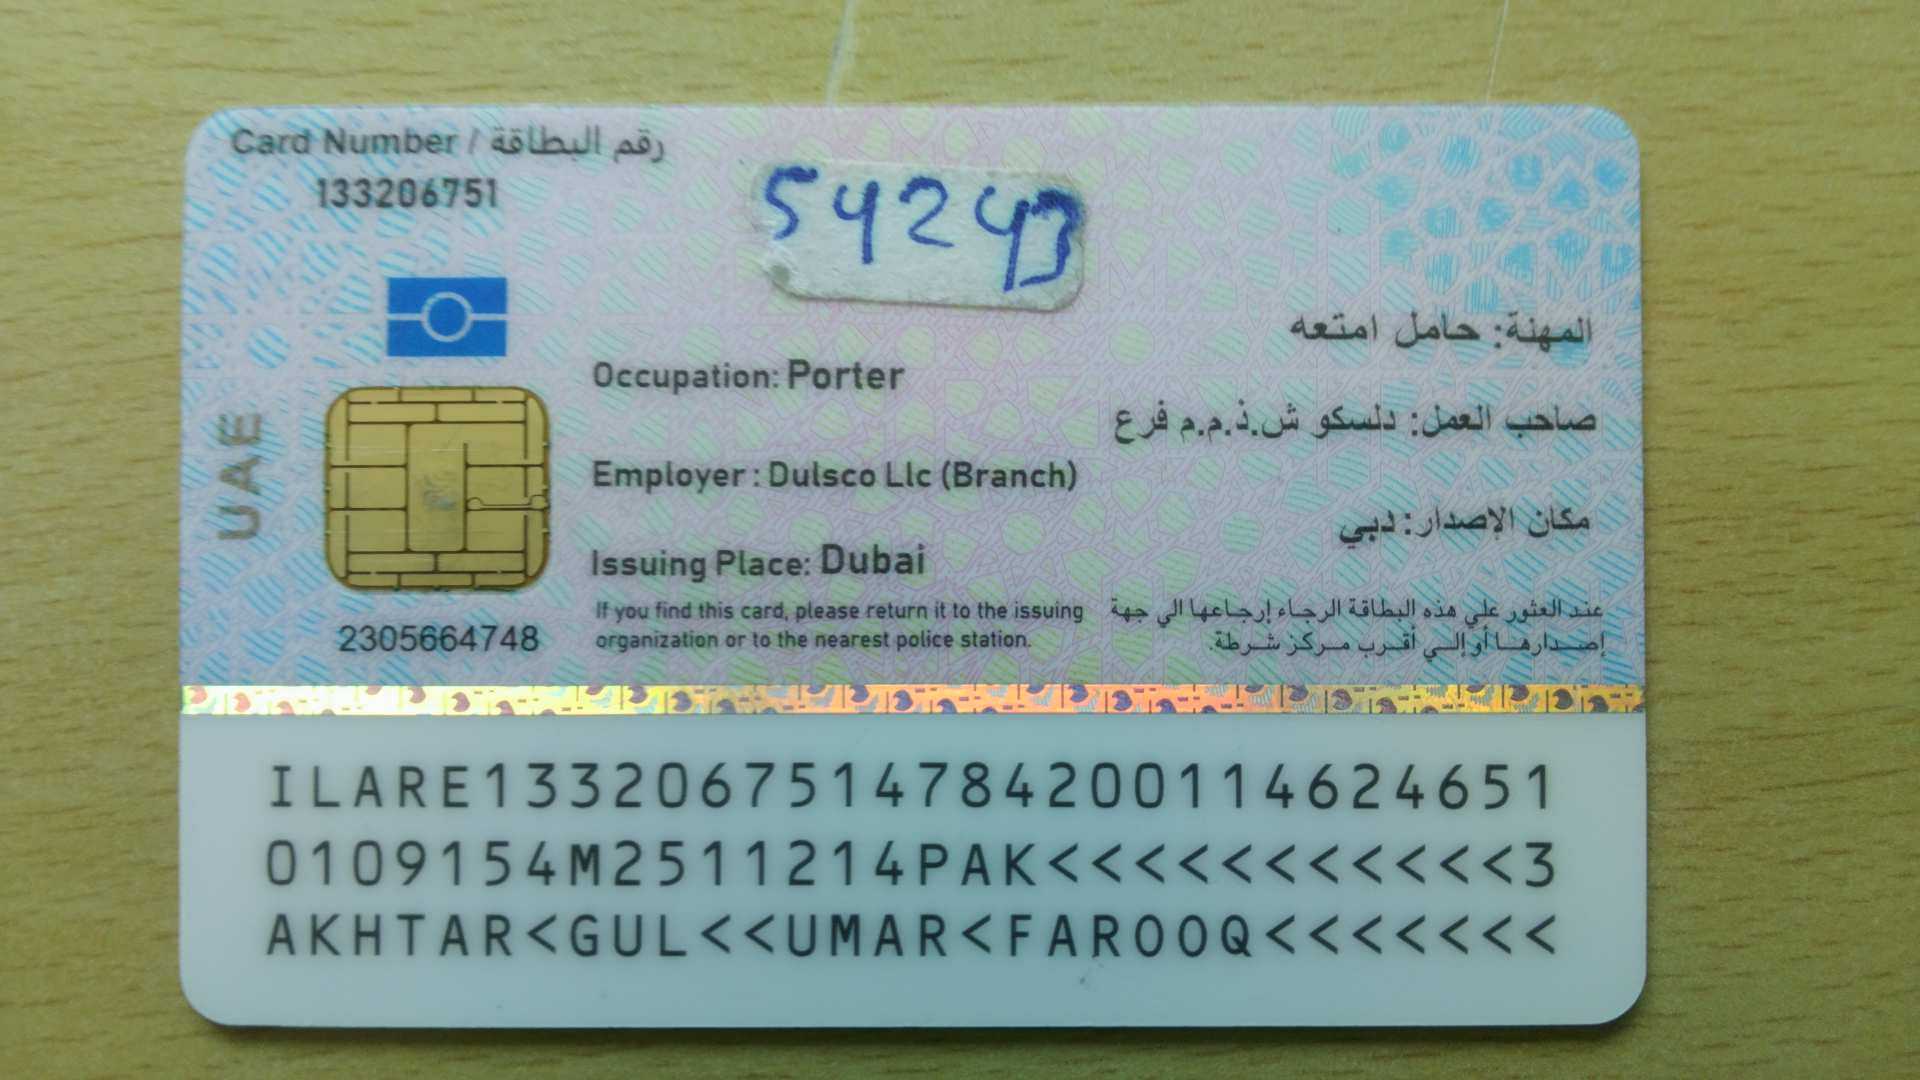 Card Number / رقم البطاقة
133206751
54243
المهنة: حامل امتعه
Occupation: Porter
صاحب العمل: دلسكو ش.ذ.م.م فرع
Employer : Dulsco Llc (Branch)
مكان الإصدار: دبي
Issuing Place: Dubai
UAE
If you find this card, please return it to the issuing
organization or to the nearest police station.
عند العثور علي هذه البطاقة الرجاء إرجاعها الي جهة
إصدارها أو إلي أقرب مركز شرطة.
2305664748
ILARE1332067514784200114624651
0109154M2511214PAK<<<<<<<<<<<3
AKHTAR<GUL<<UMAR<FAROOQ<<<<<<<